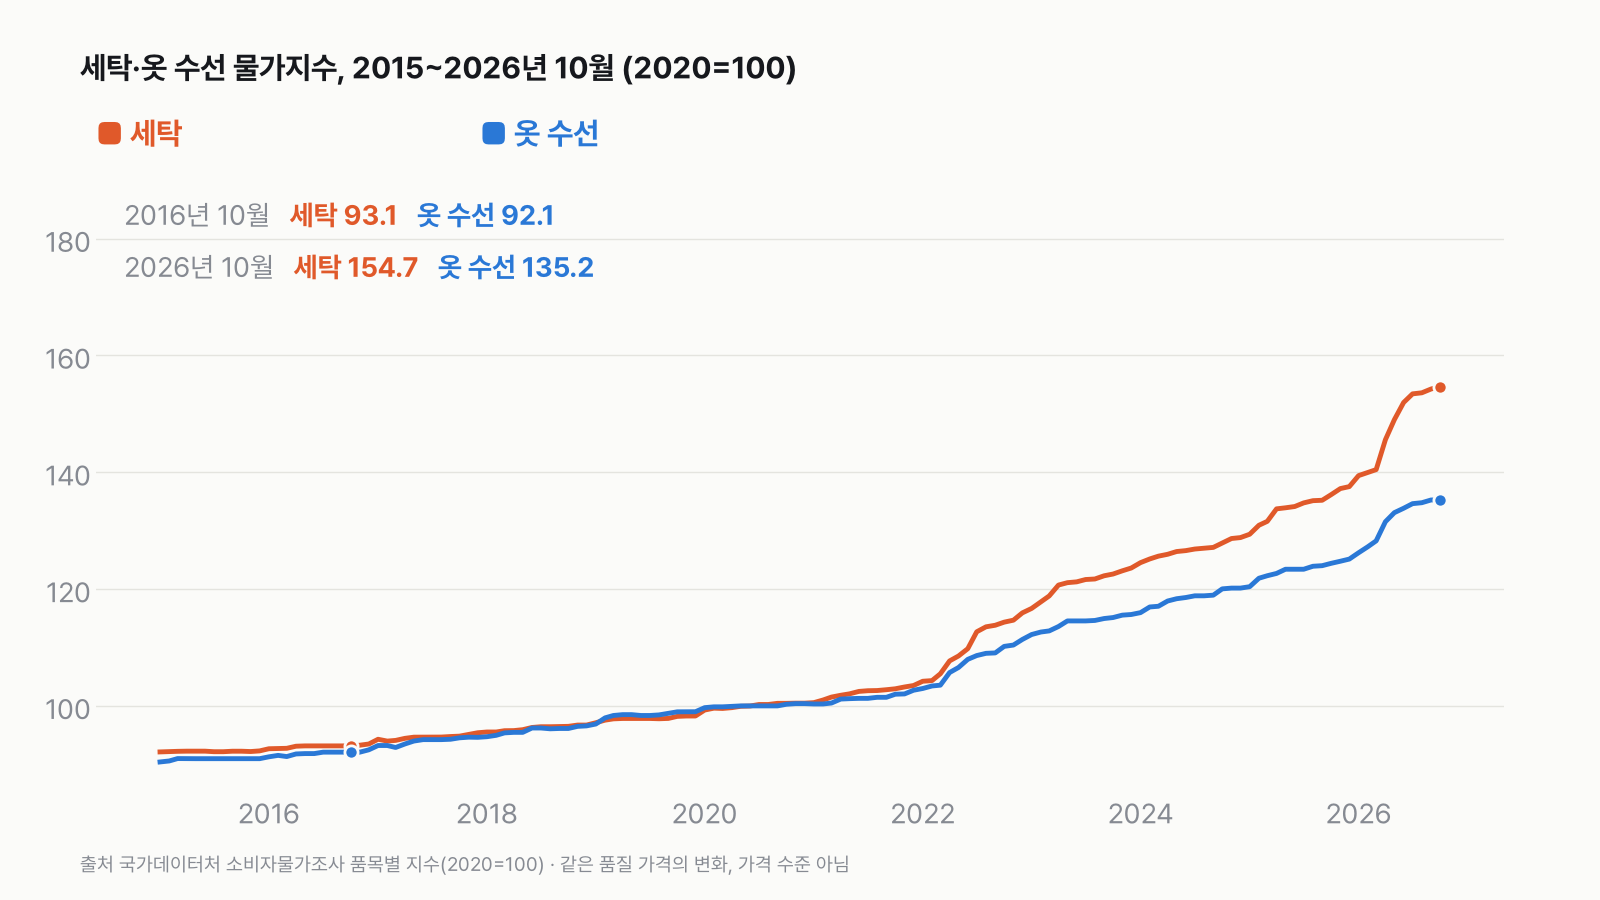 세탁·옷 수선 물가지수, 2015~2026년 10월 (2020=100)
세탁 옷 수선
2016년 10월 세탁 93.1 옷 수선 92.1
180
2026년 10월 세탁 154.7 옷 수선 135.2
160
140
120
100
2016 2018 2020 2022 2024 2026
출처 국가데이터처 소비자물가조사 품목별 지수(2020=100) · 같은 품질 가격의 변화, 가격 수준 아님